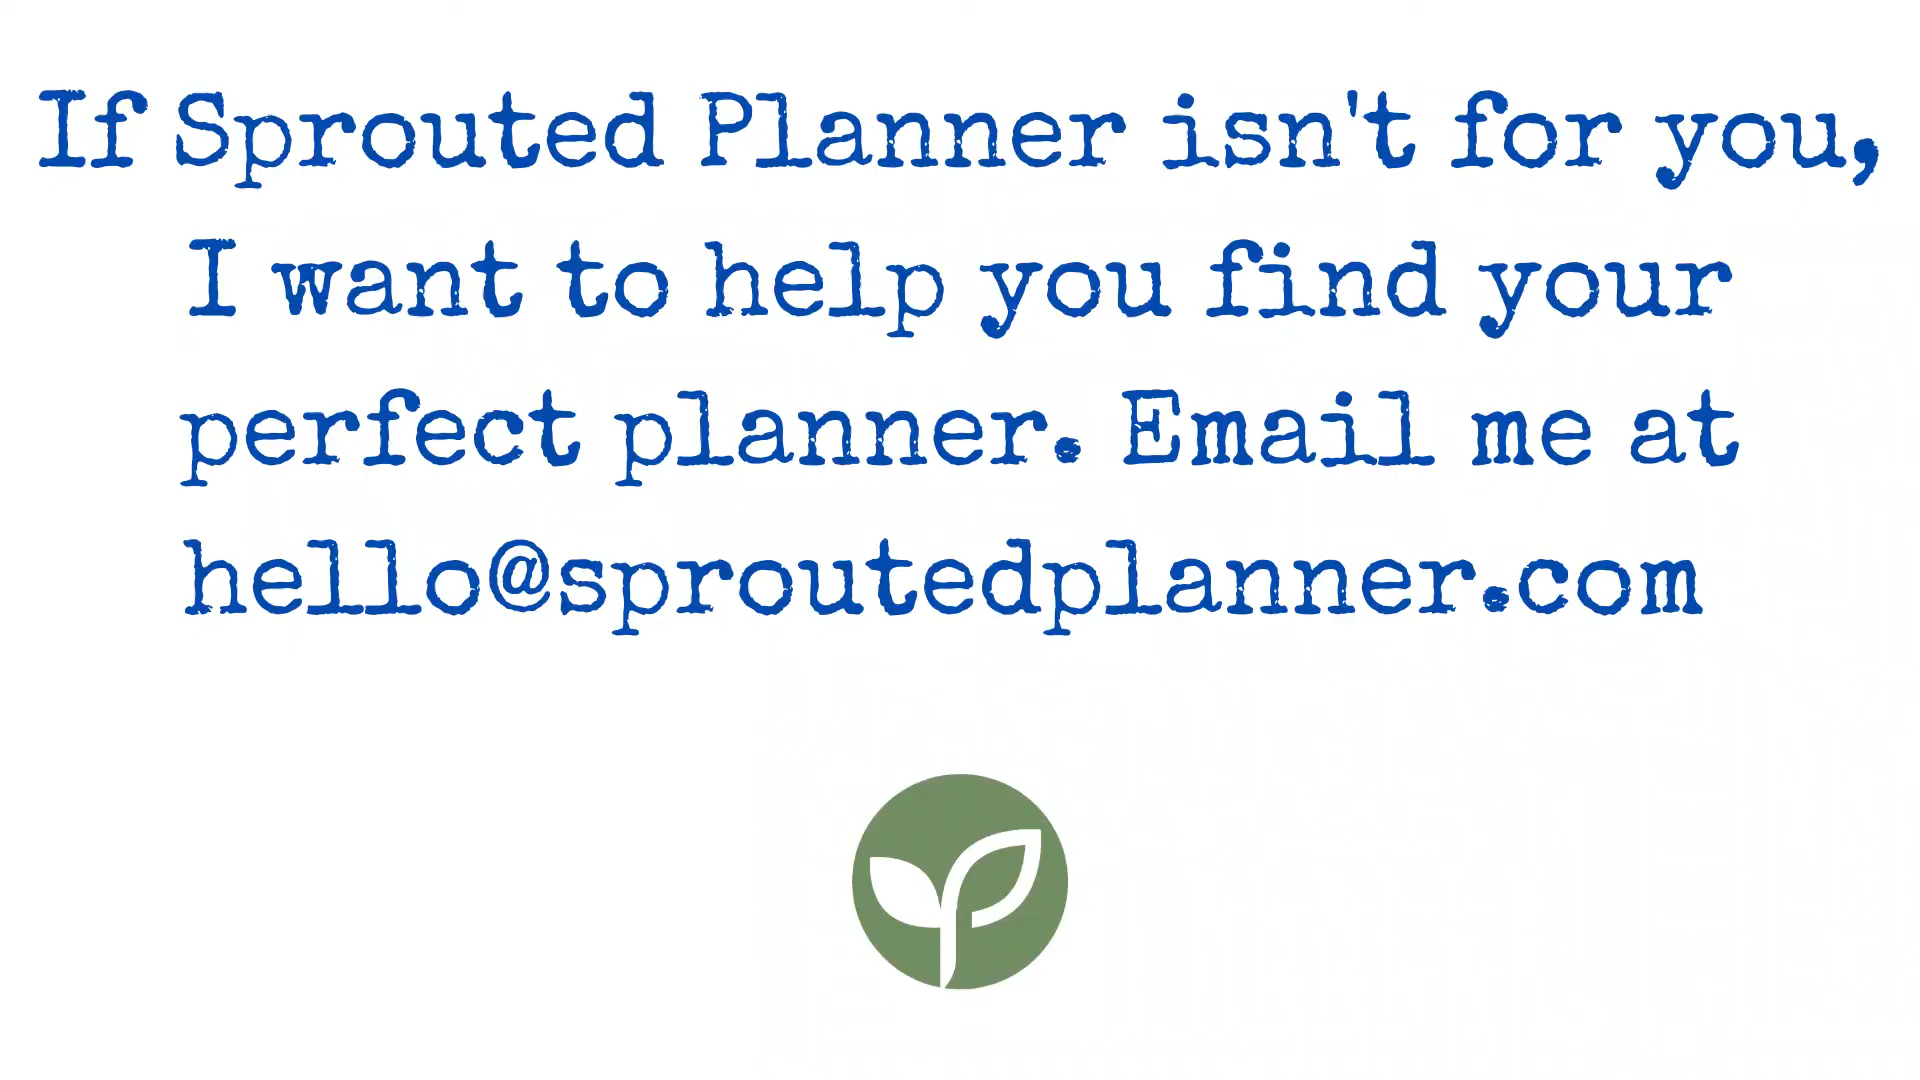 If Sprouted Planner isn't for you,
I want to help you find your
perfect planner. Email me at
hello@sproutedplanner.com